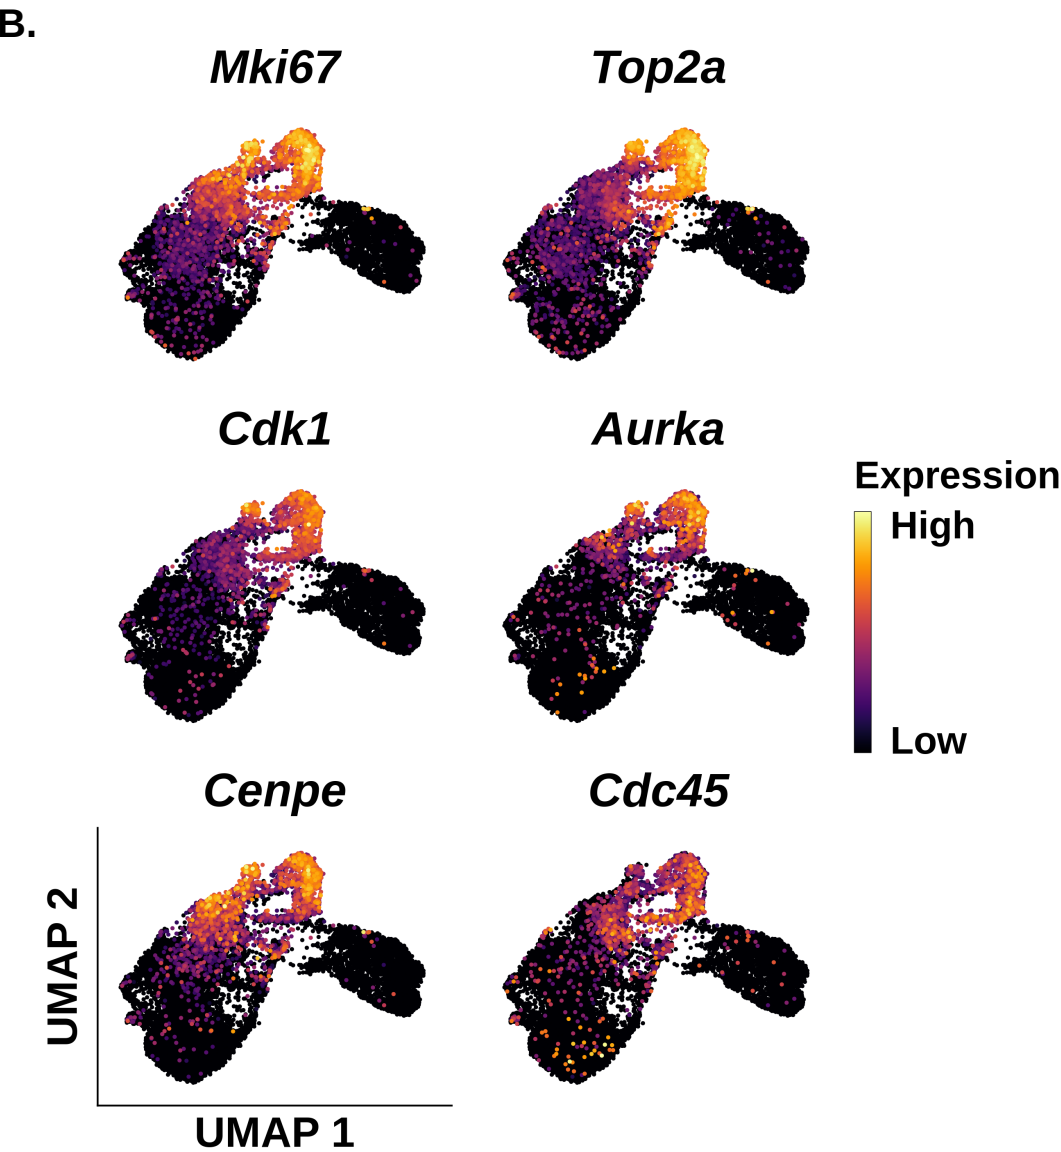 B.
Mki67
Top2a
Cdk1
Aurka
Expression
High
Low
Cenpe
Cdc45
UMAP 2
UMAP 1